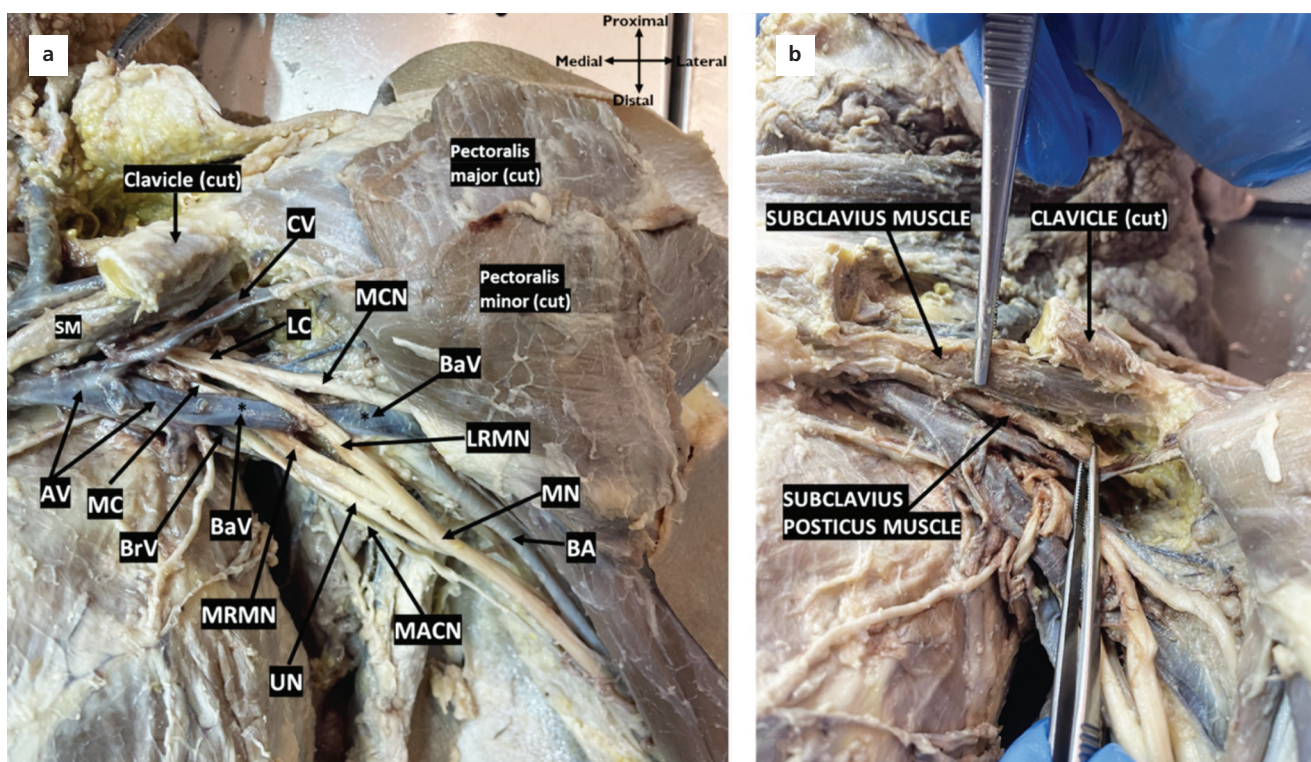 a
Proximal
Medial
Lateral
Distal
Pectoralis
major (cut)
Clavicle (cut)
CV
Pectoralis
minor (cut)
MCN
SM
LC
BaV
*
*
LRMN
AV
MC
MN
BaV
BrV
BA
MRMN
MACN
UN
b
SUBCLAVIUS MUSCLE
CLAVICLE (cut)
SUBCLAVIUS
POSTICUS MUSCLE